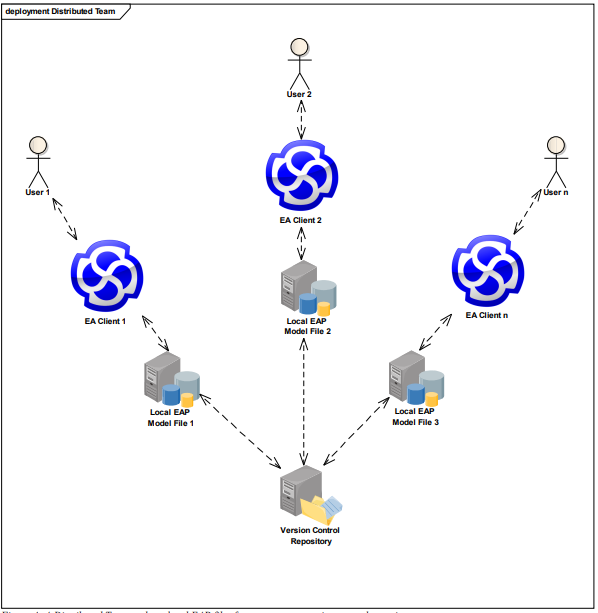 deployment Distributed Team
User 2
User 1
User n
EA Client 2
EA Client 1
EA Client n
Local EAP
Model File 2
Local EAP
Model File 1
Local EAP
Model File 3
Version Control
Repository